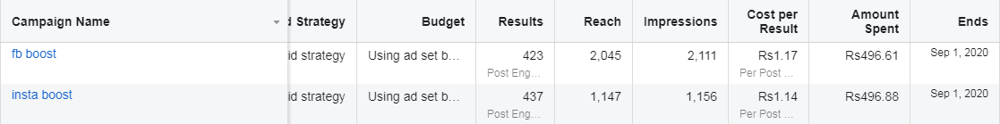 Campaign Name d Strategy Budget Results Reach Impressions Cost per Result Amount Spent Ends
fb boost id strategy Using ad set b... 423 2,045 2,111 Rs1.17 Rs496.61 Sep 1, 2020
Post Eng... Per Post ...
insta boost id strategy Using ad set b... 437 1,147 1,156 Rs1.14 Rs496.88 Sep 1, 2020
Post Eng... Per Post ...